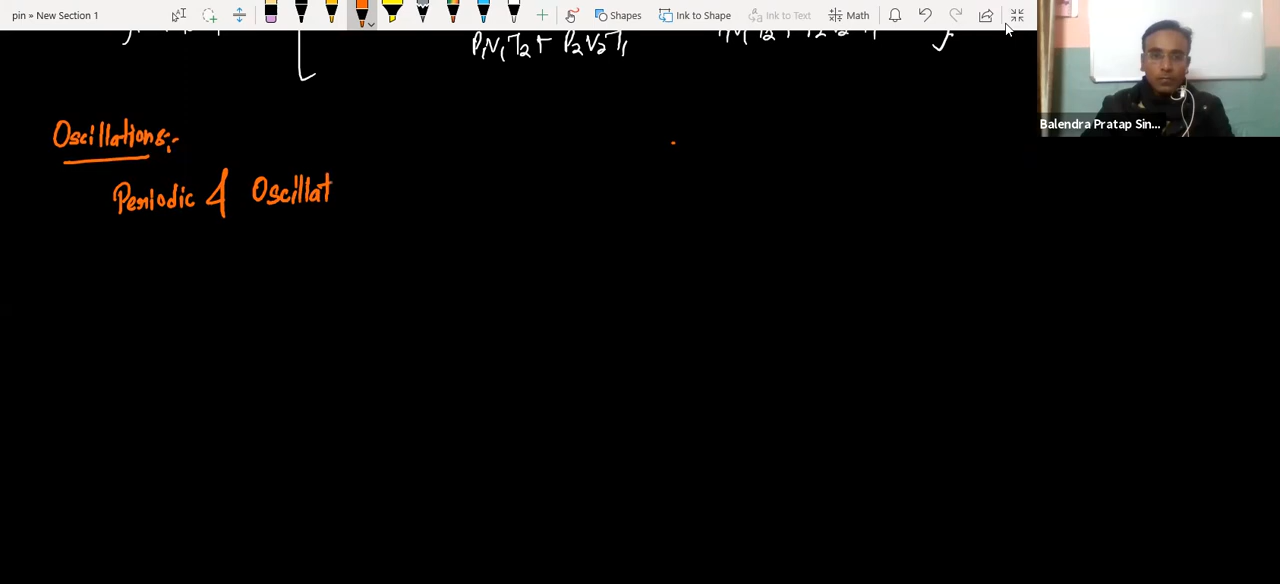 pin » New Section 1
Shapes
Ink to Shape
Ink to Text
Math
P₁V₁T₂ + P₂V₂T₁
Balendra Pratap Sin...
Oscillations:-
Periodic & Oscillat